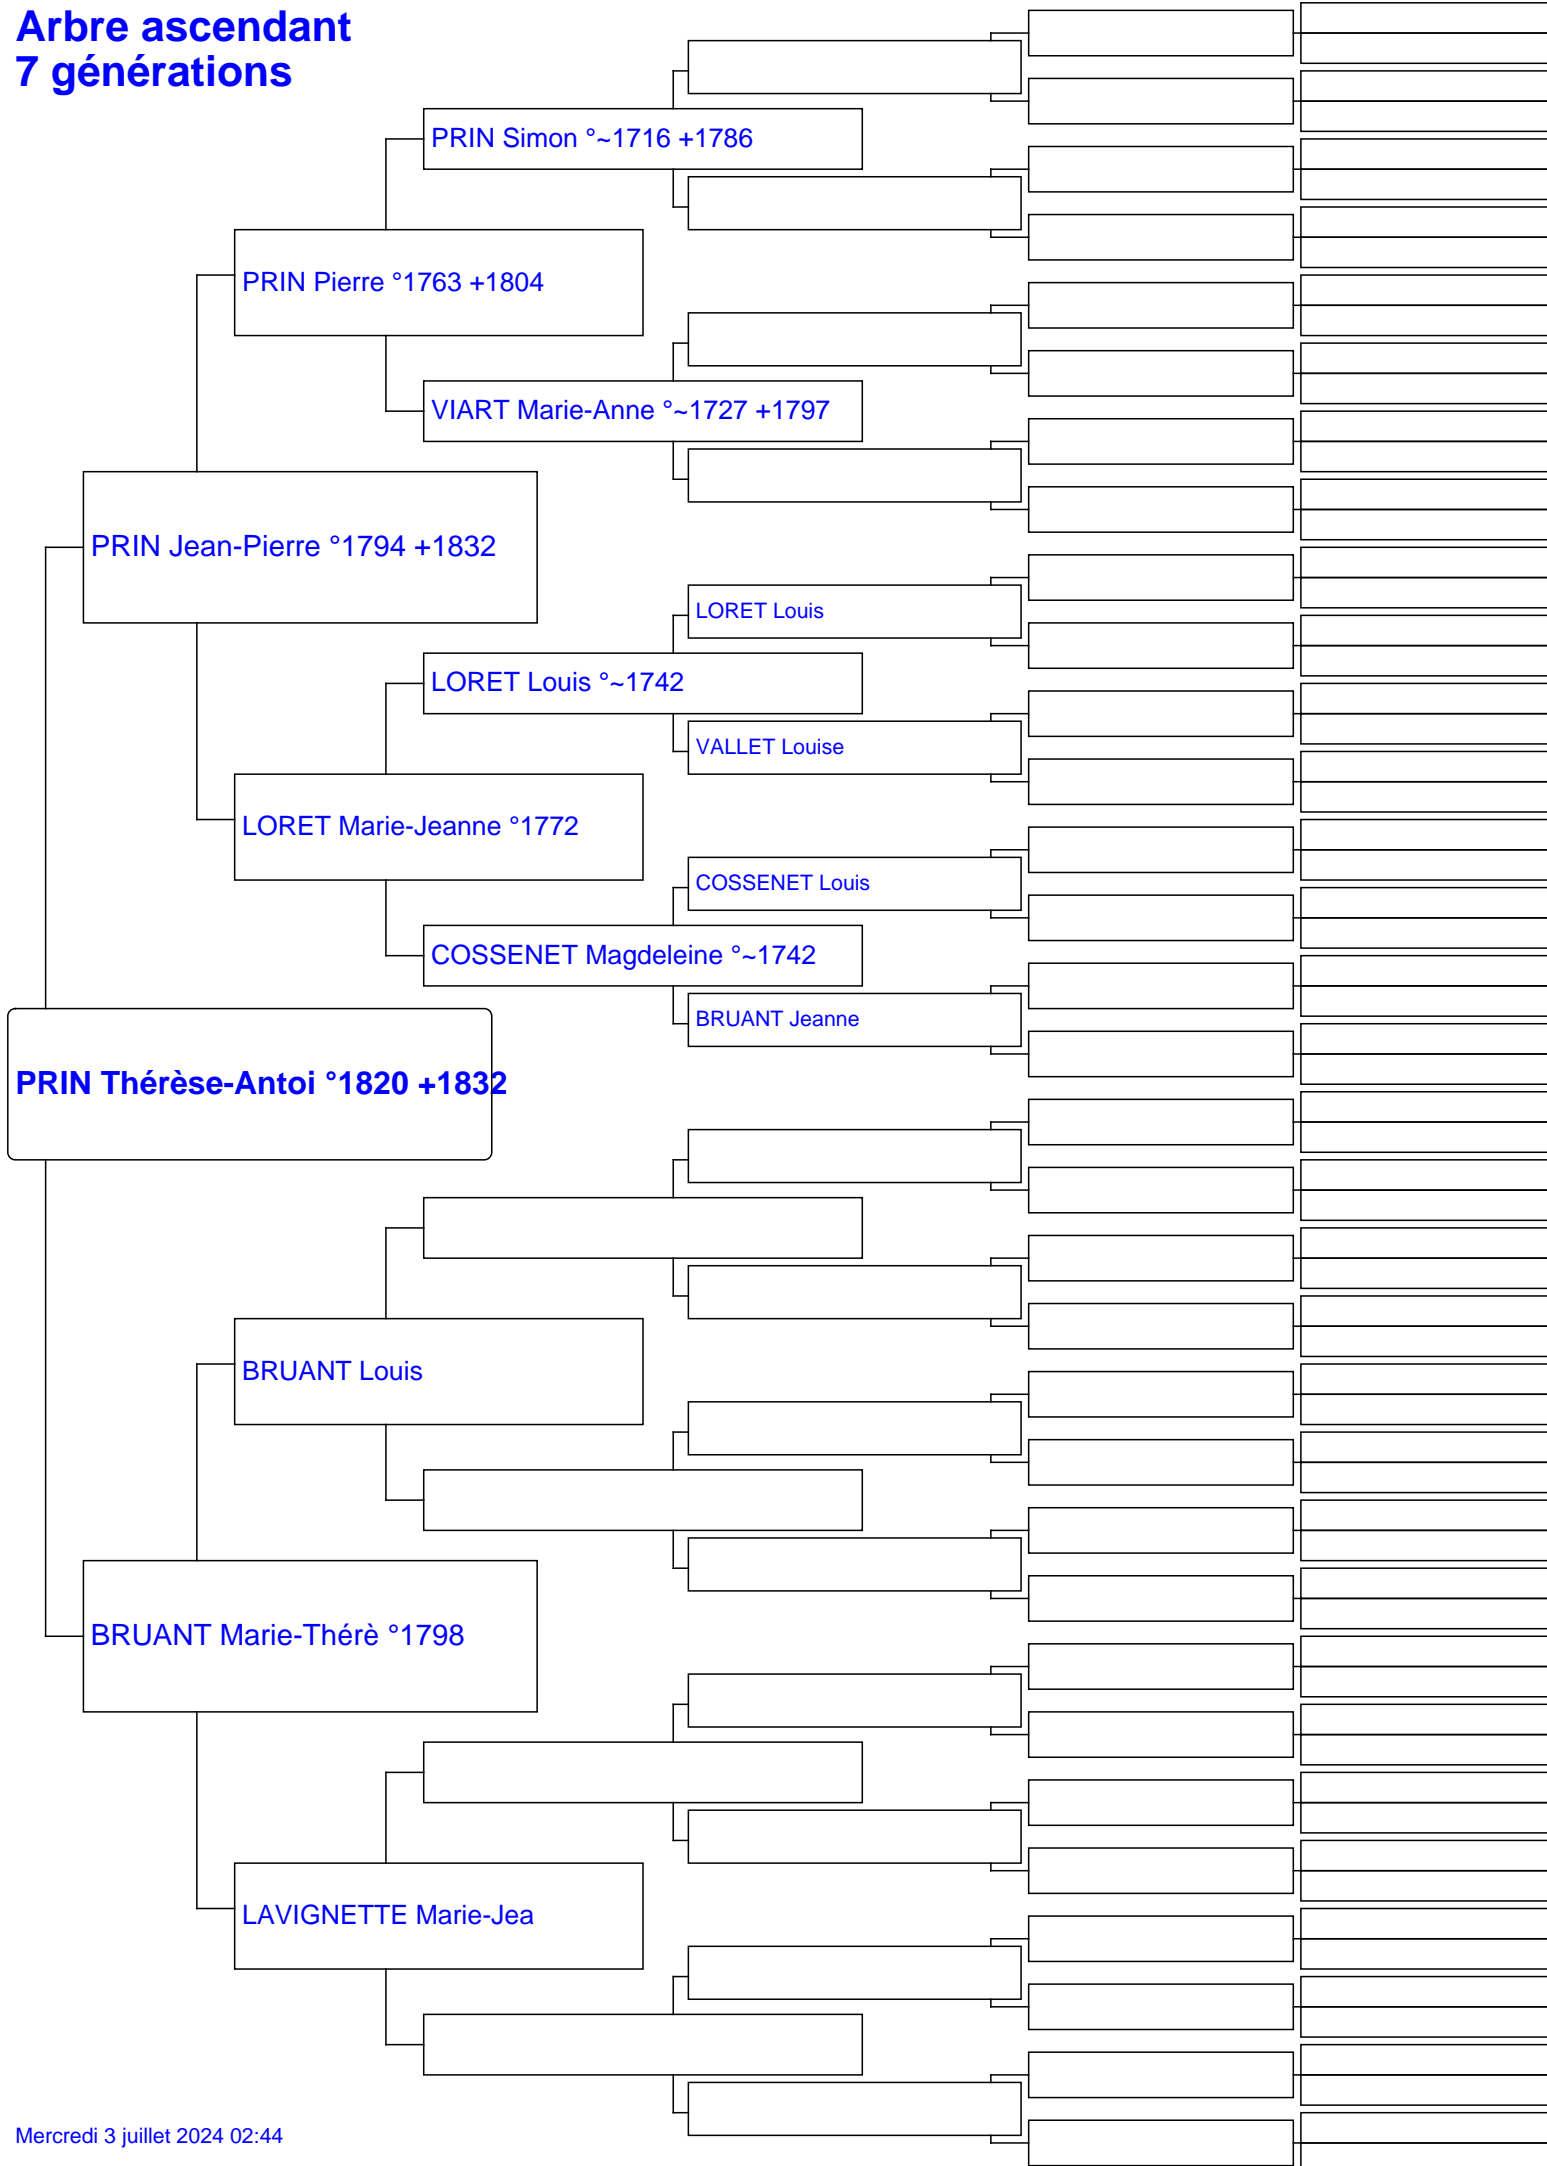 Arbre ascendant
7 générations
PRIN Simon °~1716 +1786
PRIN Pierre °1763 +1804
VIART Marie-Anne °~1727 +1797
PRIN Jean-Pierre °1794 +1832
LORET Louis
LORET Louis °~1742
VALLET Louise
LORET Marie-Jeanne °1772
COSSENET Louis
COSSENET Magdeleine °~1742
BRUANT Jeanne
PRIN Thérèse-Antoi °1820 +1832
BRUANT Louis
BRUANT Marie-Thérè °1798
LAVIGNETTE Marie-Jea
Mercredi 3 juillet 2024 02:44